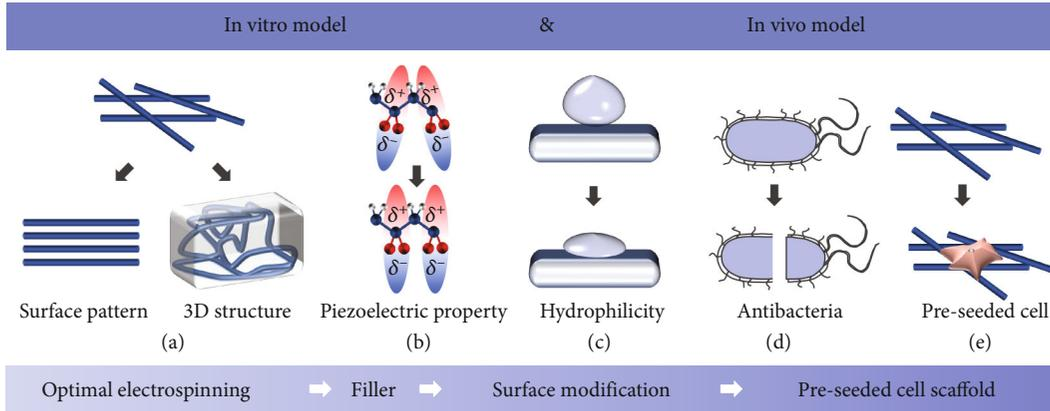 In vitro model & In vivo model
δ+ δ+
δ− δ−
δ+ δ+
δ− δ−
Surface pattern 3D structure Piezoelectric property Hydrophilicity Antibacteria Pre-seeded cell
(a) (b) (c) (d) (e)
Optimal electrospinning Filler Surface modification Pre-seeded cell scaffold